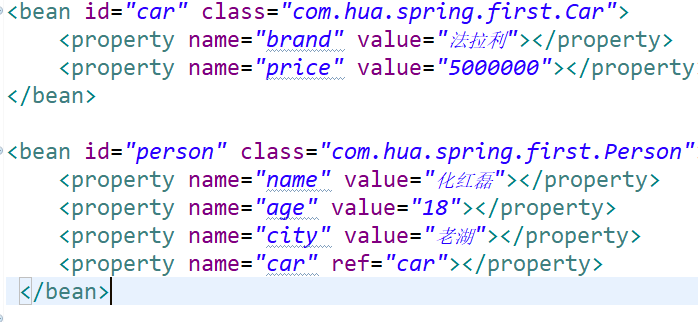 <bean id="car" class="com.hua.spring.first.Car">
    <property name="brand" value="法拉利"></property>
    <property name="price" value="5000000"></property
</bean>
<bean id="person" class="com.hua.spring.first.Person"
    <property name="name" value="化红磊"></property>
    <property name="age" value="18"></property>
    <property name="city" value="老湖"></property>
    <property name="car" ref="car"></property>
</bean>